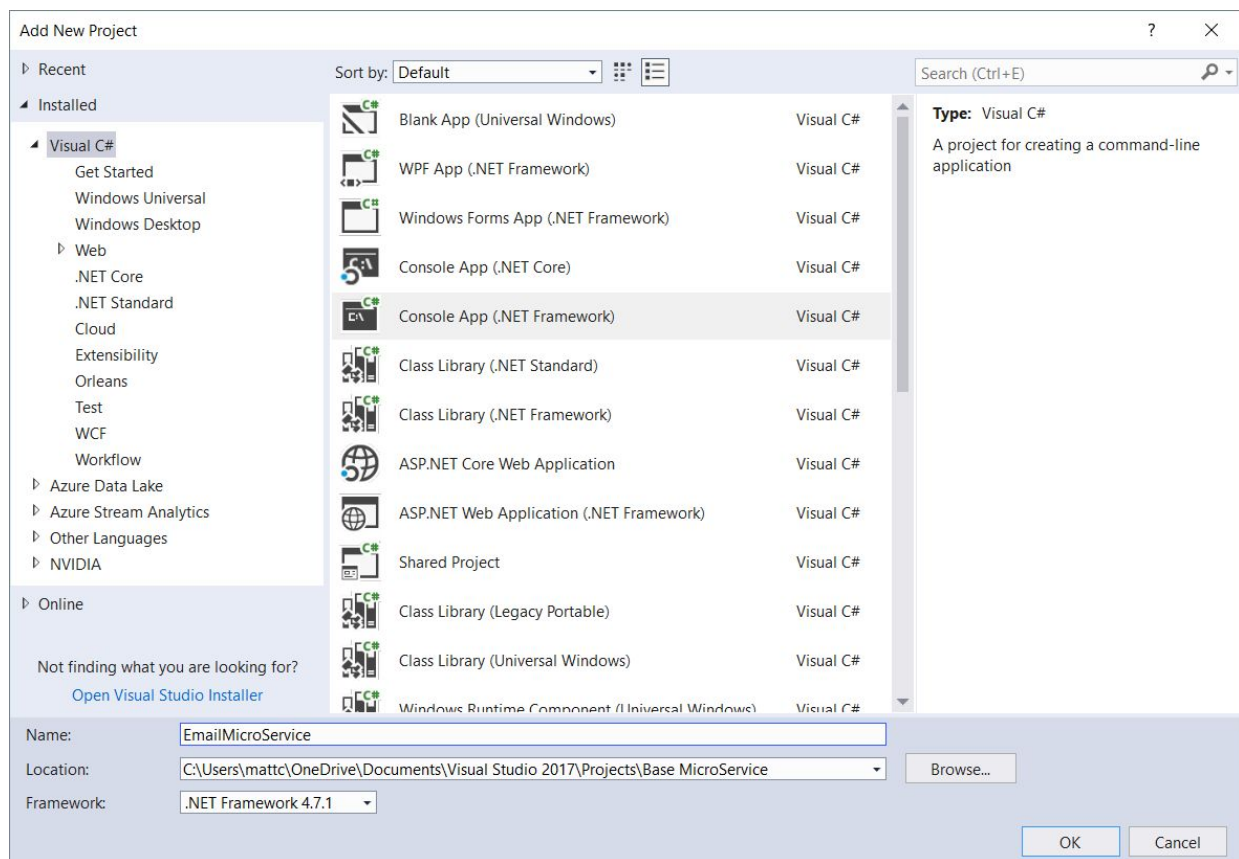 Add New Project
?
Recent
Installed
Visual C#
Get Started
Windows Universal
Windows Desktop
Web
.NET Core
.NET Standard
Cloud
Extensibility
Orleans
Test
WCF
Workflow
Azure Data Lake
Azure Stream Analytics
Other Languages
NVIDIA
Online
Not finding what you are looking for?
Open Visual Studio Installer
Sort by: Default
Blank App (Universal Windows) Visual C#
WPF App (.NET Framework) Visual C#
Windows Forms App (.NET Framework) Visual C#
Console App (.NET Core) Visual C#
Console App (.NET Framework) Visual C#
Class Library (.NET Standard) Visual C#
Class Library (.NET Framework) Visual C#
ASP.NET Core Web Application Visual C#
ASP.NET Web Application (.NET Framework) Visual C#
Shared Project Visual C#
Class Library (Legacy Portable) Visual C#
Class Library (Universal Windows) Visual C#
Windows Runtime Component (Universal Windows) Visual C#
Search (Ctrl+E)
Type: Visual C#
A project for creating a command-line
application
Name: EmailMicroService
Location: C:\Users\mattc\OneDrive\Documents\Visual Studio 2017\Projects\Base MicroService Browse...
Framework: .NET Framework 4.7.1
OK Cancel